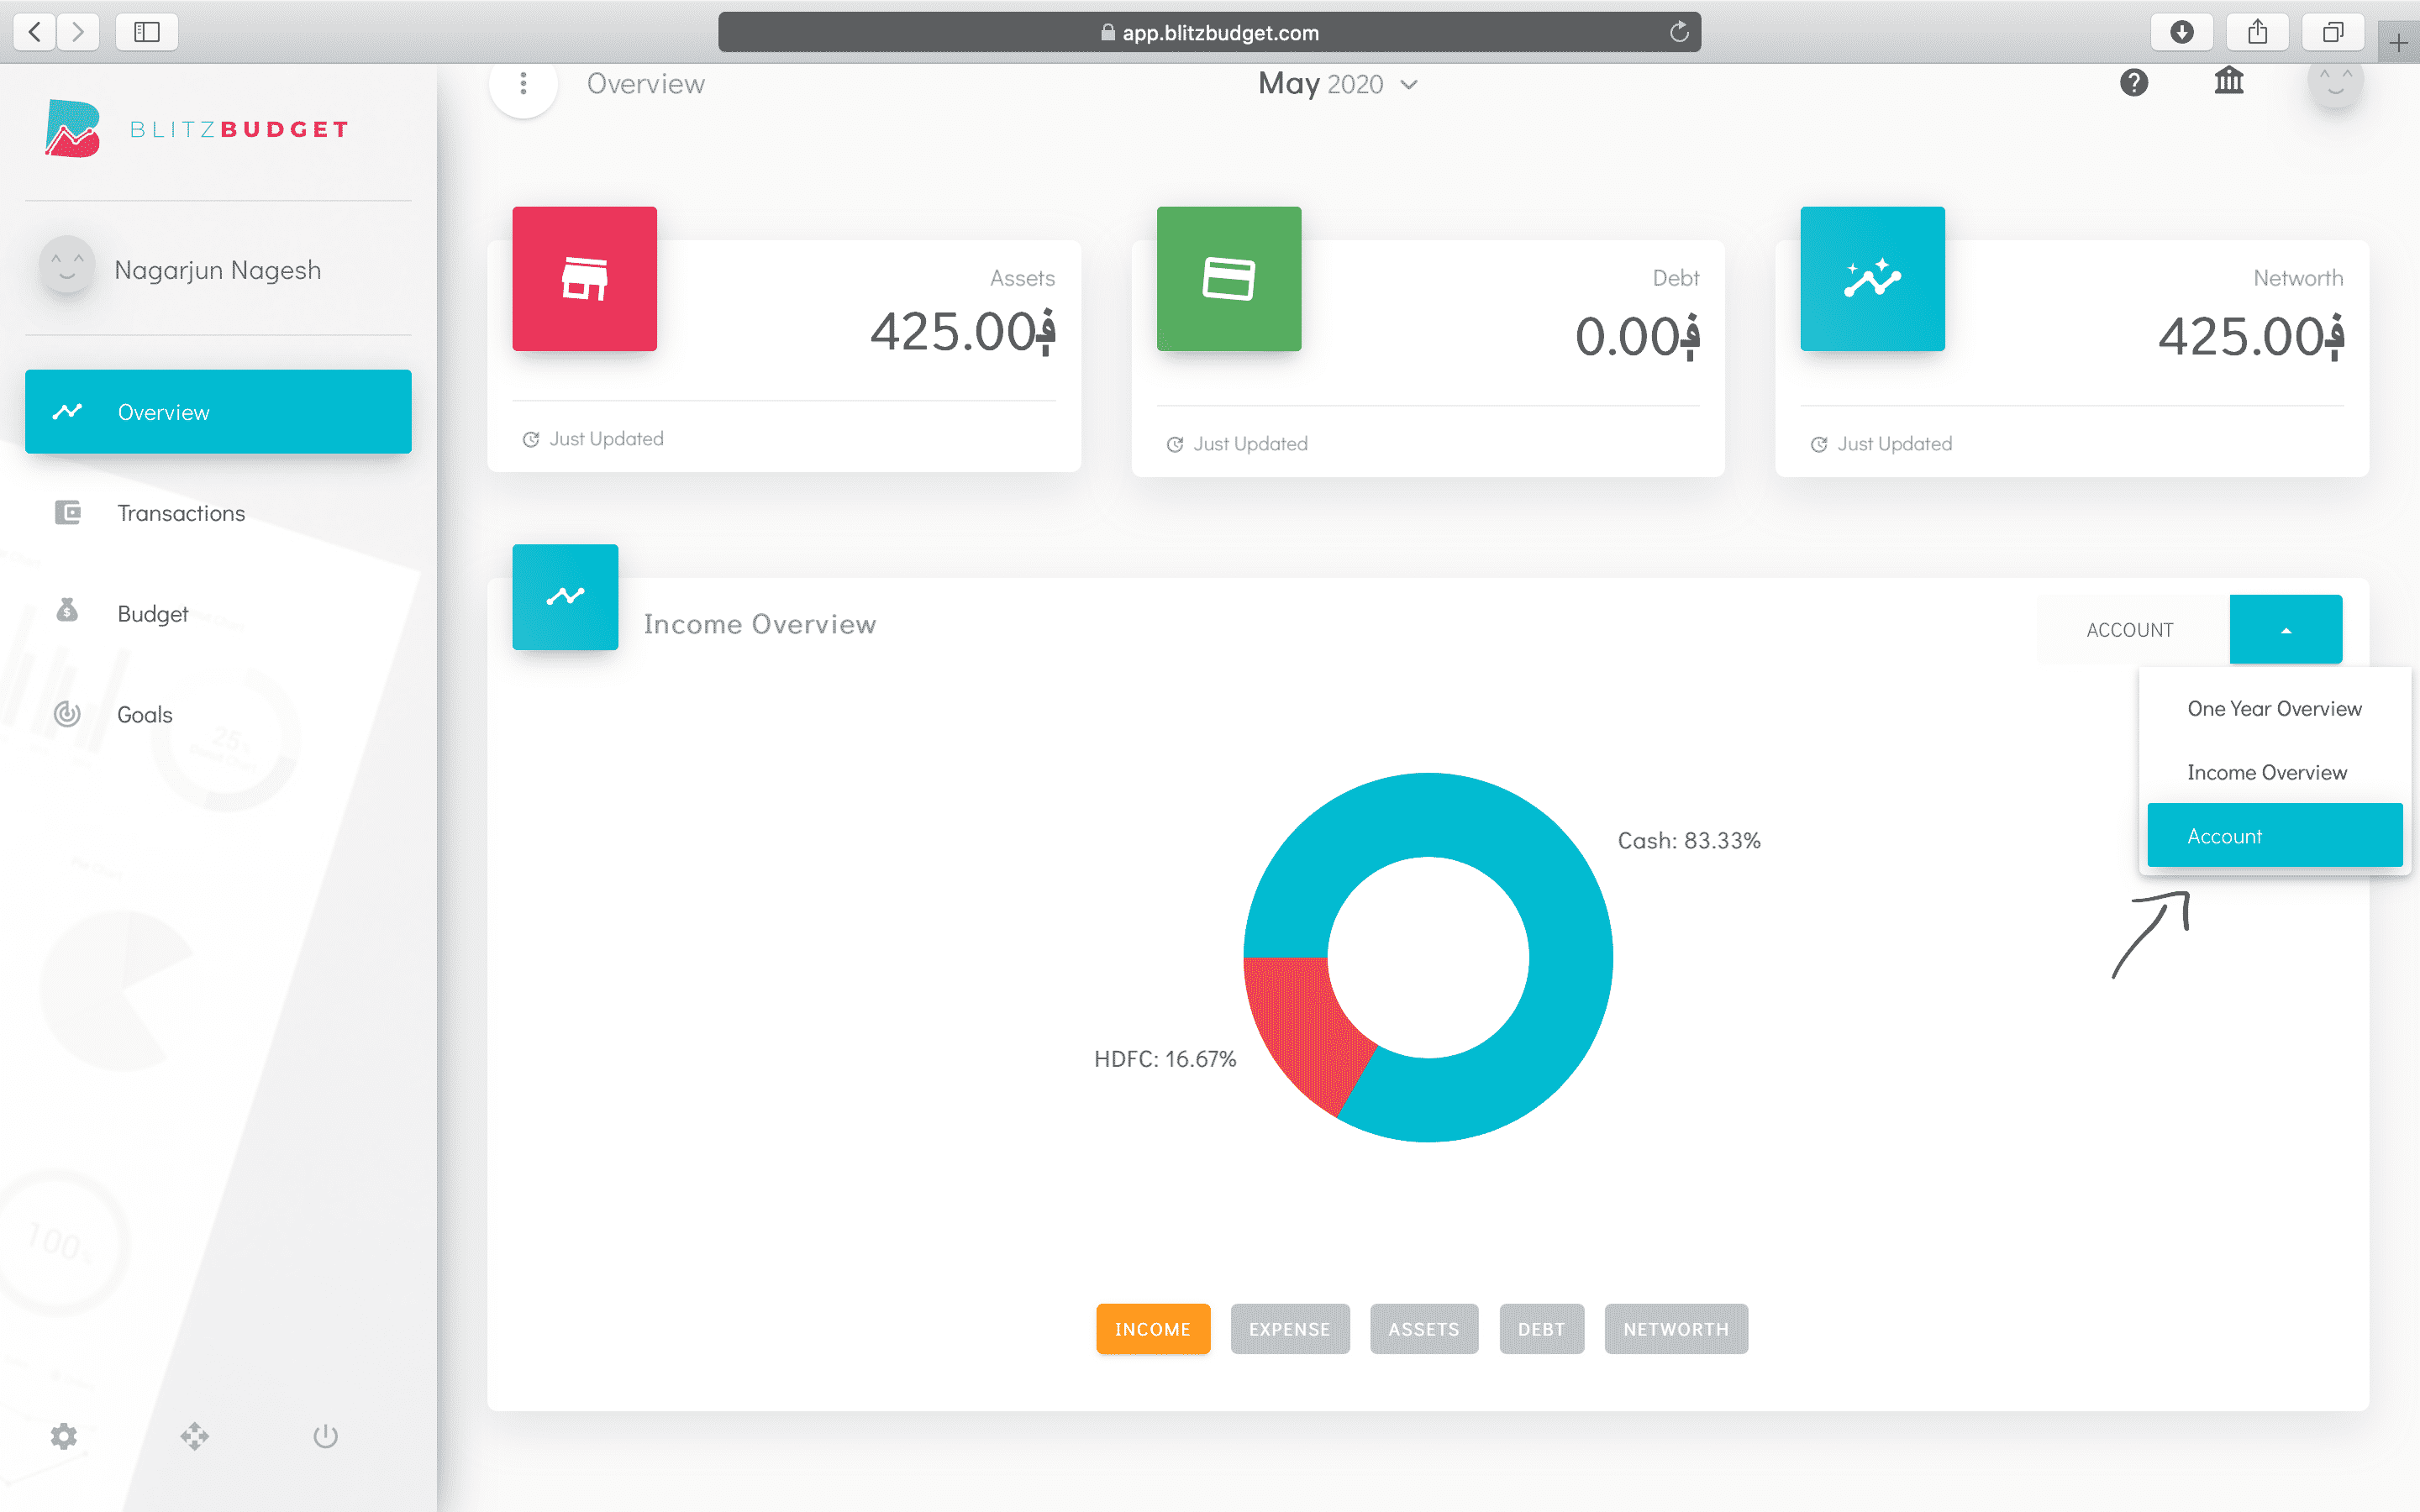 app.blitzbudget.com
BLITZBUDGET
Overview
May 2020
Nagarjun Nagesh
Overview
Transactions
Budget
Goals
Assets
425.00؋
Just Updated
Debt
0.00؋
Just Updated
Networth
425.00؋
Just Updated
Income Overview
ACCOUNT
One Year Overview
Income Overview
Account
Cash: 83.33%
HDFC: 16.67%
INCOME
EXPENSE
ASSETS
DEBT
NETWORTH
25%
100%